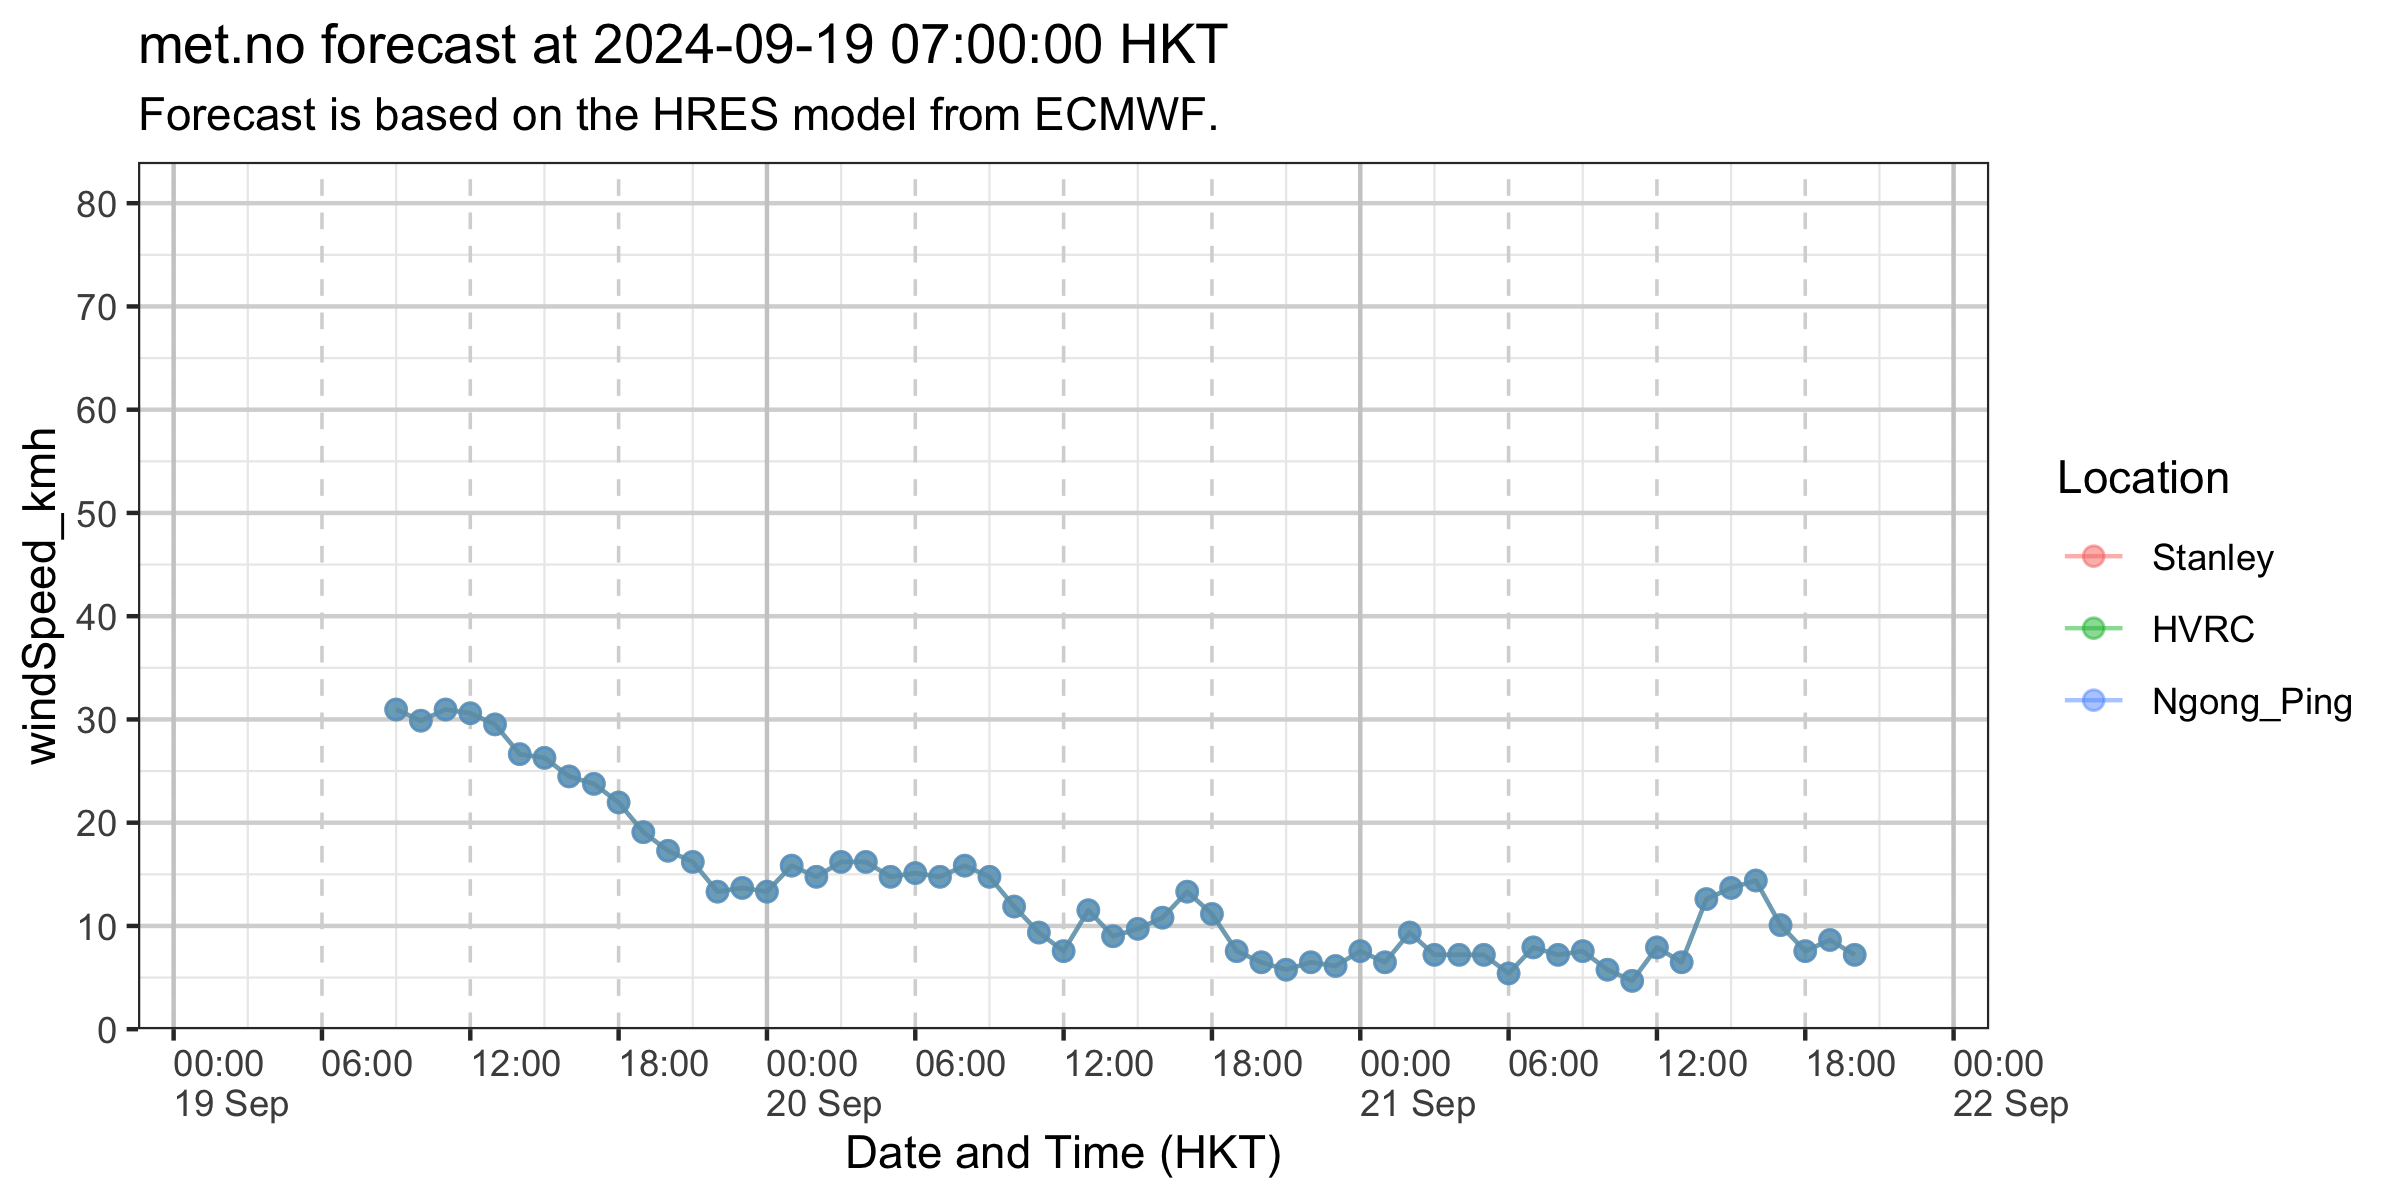 met.no forecast at 2024-09-19 07:00:00 HKT
Forecast is based on the HRES model from ECMWF.
windSpeed_kmh
80
70
60
50
40
30
20
10
0
00:00 06:00 12:00 18:00 00:00 06:00 12:00 18:00 00:00 06:00 12:00 18:00 00:00
19 Sep 20 Sep 21 Sep 22 Sep
Date and Time (HKT)
Location
Stanley
HVRC
Ngong_Ping